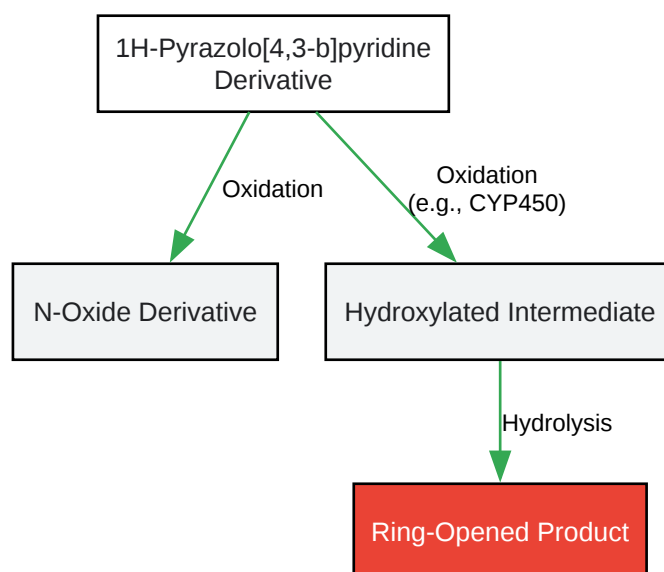 1H-Pyrazolo[4,3-b]pyridine
Derivative
Oxidation
Oxidation
(e.g., CYP450)
N-Oxide Derivative
Hydroxylated Intermediate
Hydrolysis
Ring-Opened Product